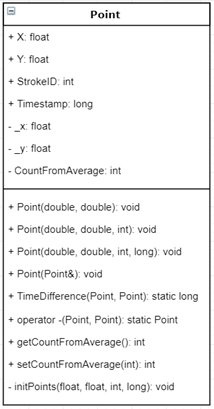 Point
+ X: float
+ Y: float
+ StrokeID: int
+ Timestamp: long
- _x: float
- _y: float
- CountFromAverage: int
+ Point(double, double): void
+ Point(double, double, int): void
+ Point(double, double, int, long): void
+ Point(Point&): void
+ TimeDifference(Point, Point): static long
+ operator -(Point, Point): static Point
+ getCountFromAverage(): int
+ setCountFromAverage(int): int
- initPoints(float, float, int, long): void